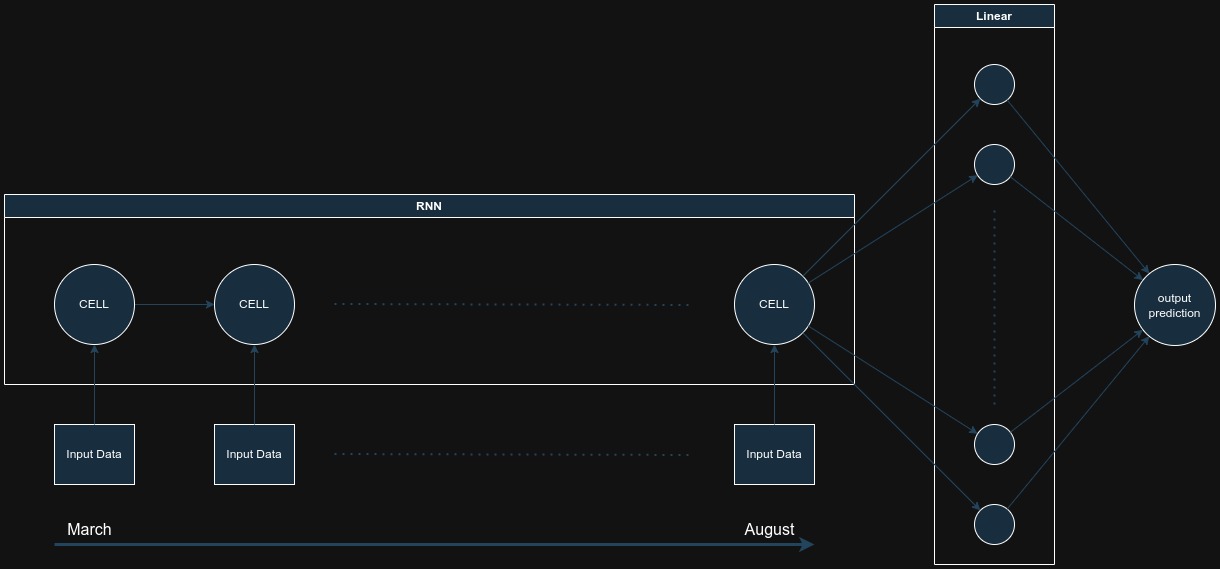 Linear
RNN
CELL
CELL
CELL
output
prediction
Input Data
Input Data
Input Data
March
August